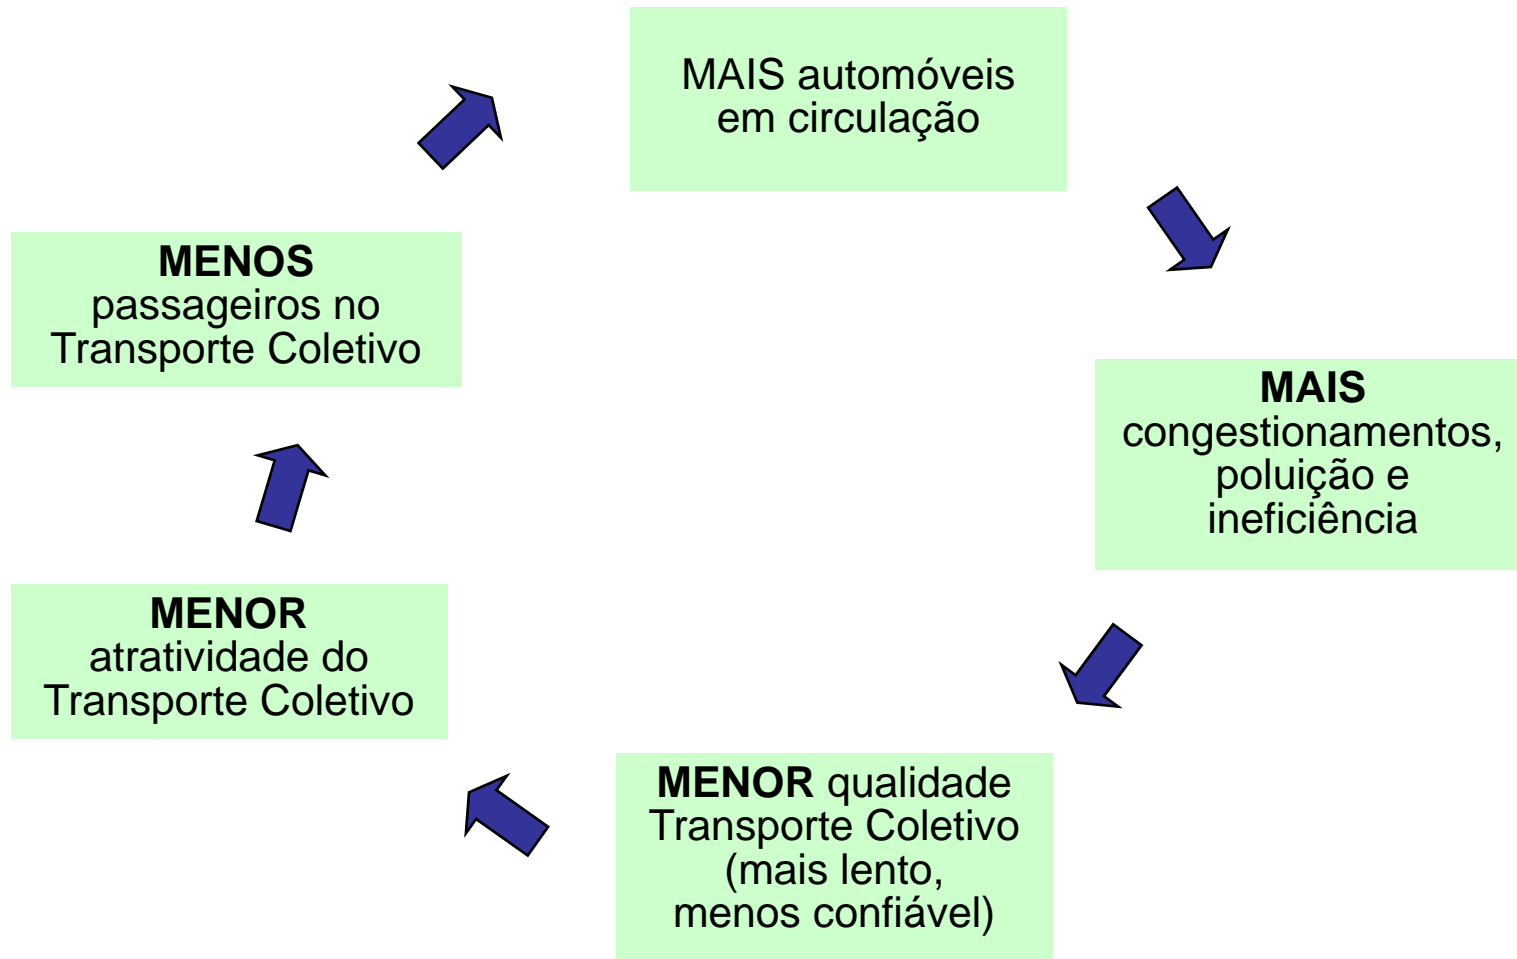 MAIS automóveis
em circulação
MAIS
congestionamentos,
poluição e
ineficiência
MENOR qualidade
Transporte Coletivo
(mais lento,
menos confiável)
MENOR
atratividade do
Transporte Coletivo
MENOS
passageiros no
Transporte Coletivo